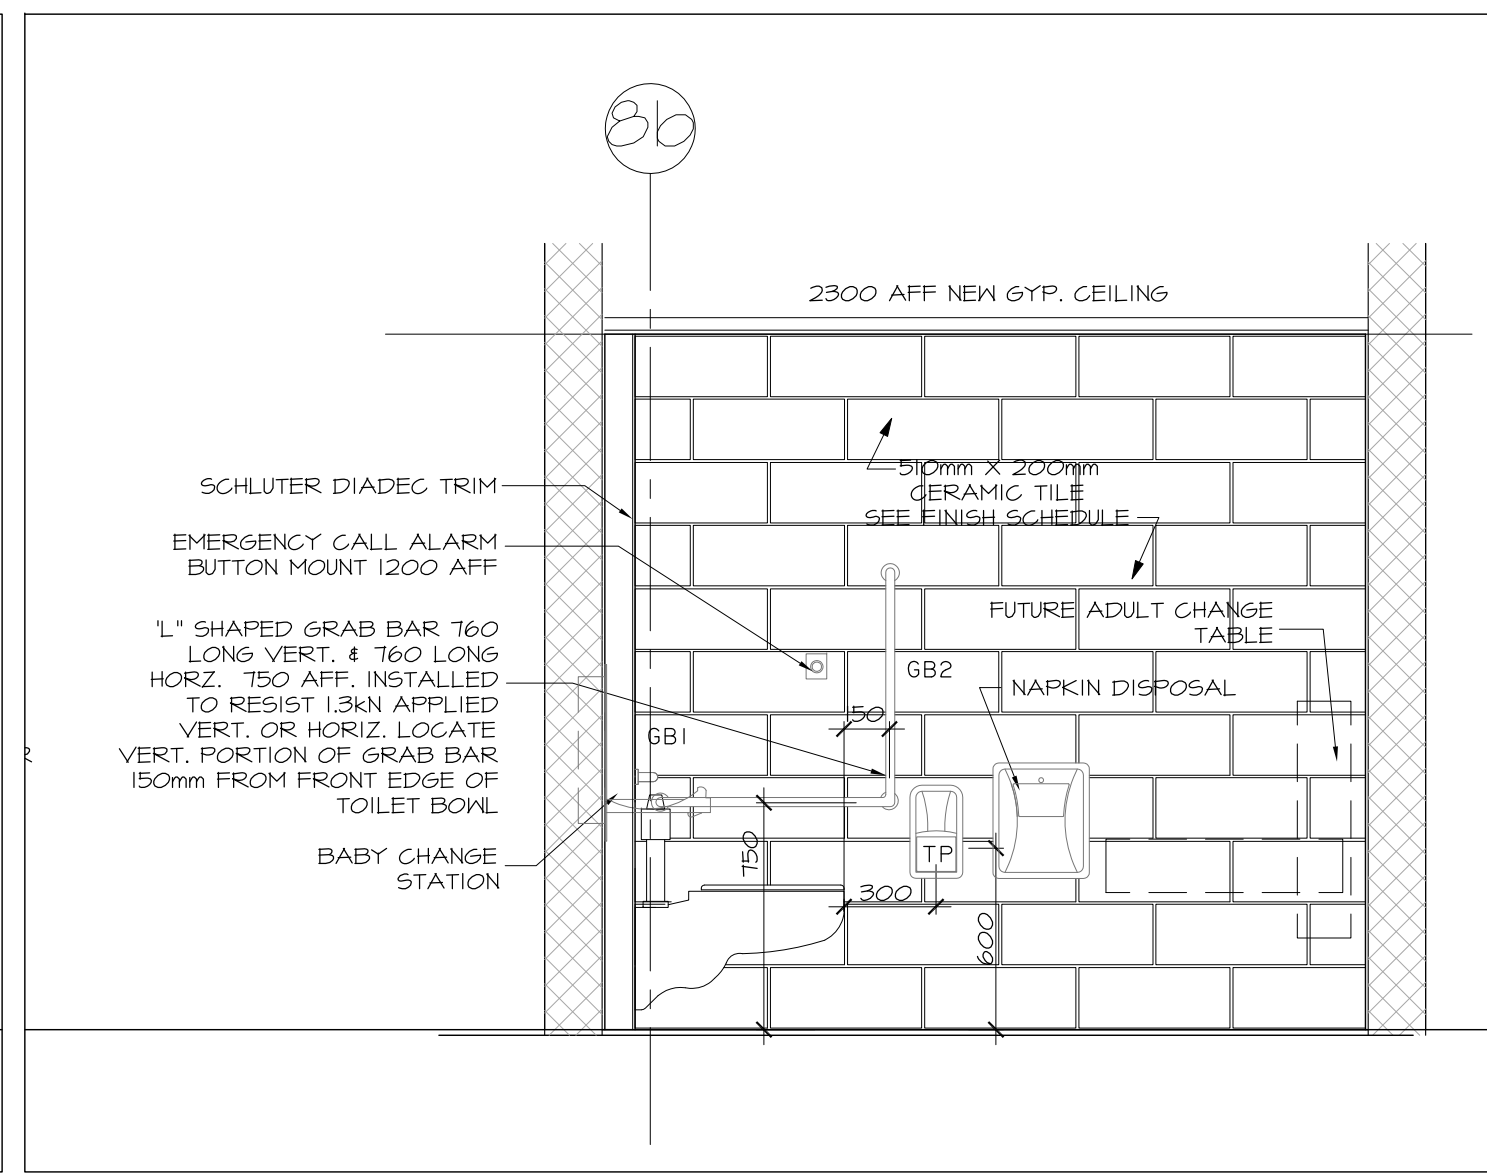 8b
2300 AFF NEW GYP. CEILING
510mm X 200mm
CERAMIC TILE
SEE FINISH SCHEDULE
SCHLUTER DIADEC TRIM
EMERGENCY CALL ALARM
BUTTON MOUNT 1200 AFF
"L" SHAPED GRAB BAR 760
LONG VERT. & 760 LONG
HORZ. 750 AFF. INSTALLED
TO RESIST 1.3kN APPLIED
VERT. OR HORIZ. LOCATE
VERT. PORTION OF GRAB BAR
150mm FROM FRONT EDGE OF
TOILET BOWL
BABY CHANGE
STATION
FUTURE ADULT CHANGE
TABLE
GB2
NAPKIN DISPOSAL
50
GB1
750
TP
300
600
R